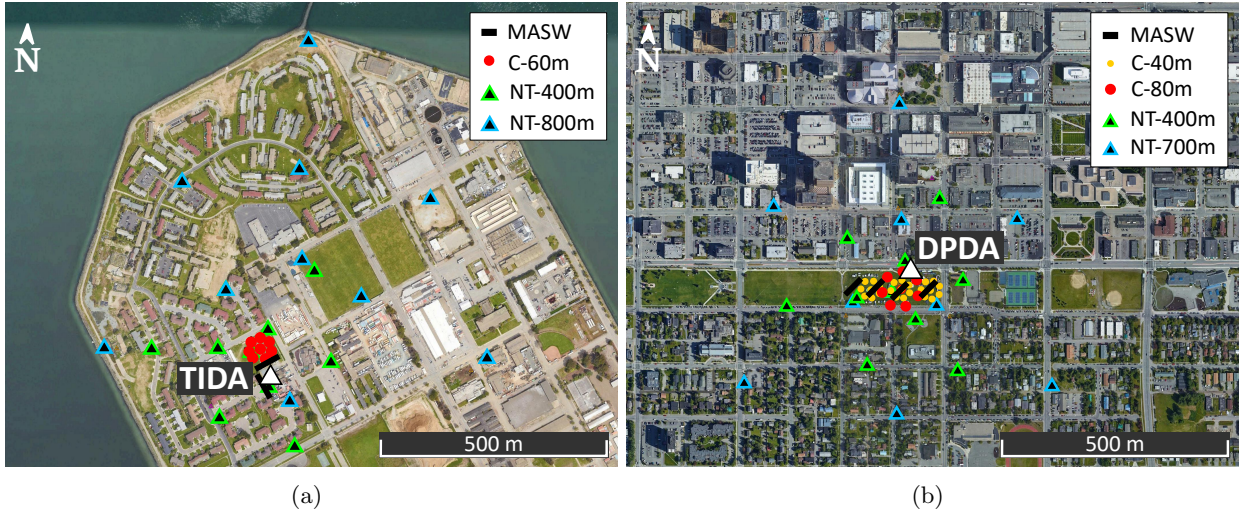 N
MASW
C-60m
NT-400m
NT-800m
TIDA
500 m
(a)
N
MASW
C-40m
C-80m
NT-400m
NT-700m
DPDA
500 m
(b)